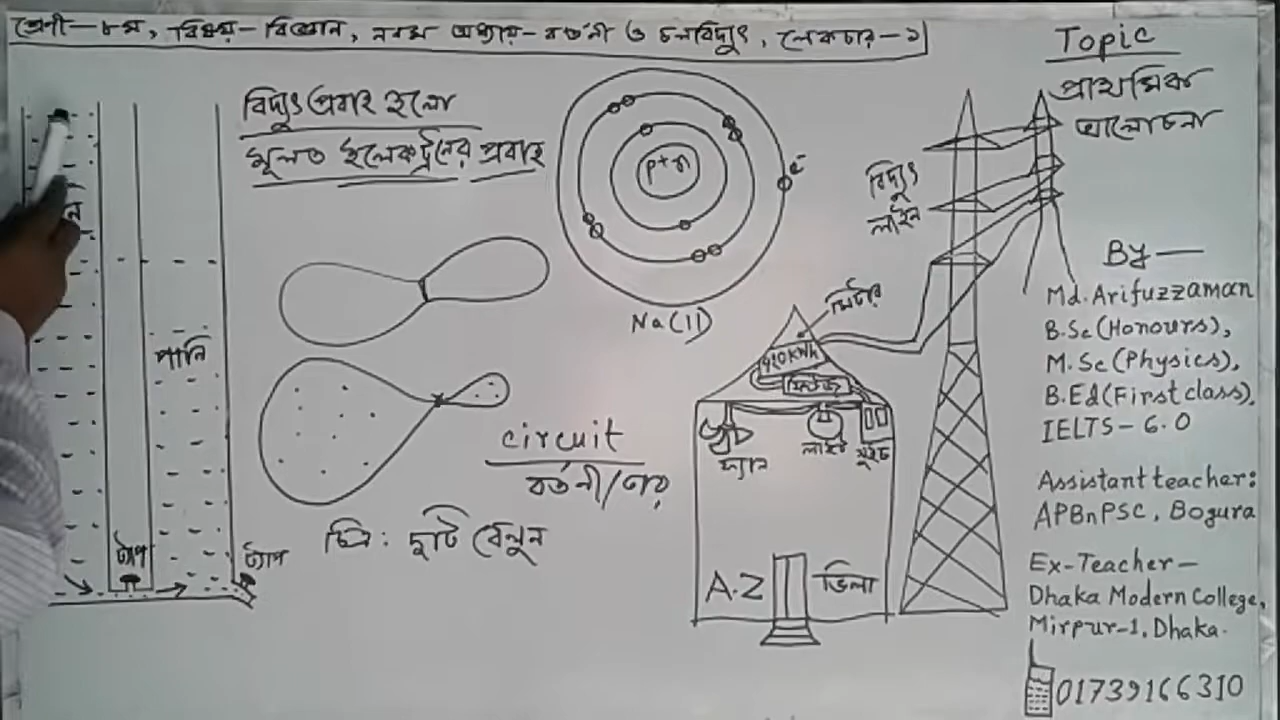 শ্রেণী-৮ম, বিষয়-বিজ্ঞান, নবম অধ্যায়-বর্তনী ও চলবিদ্যুৎ, লেকচার-১
Topic
প্রাথমিক
আলোচনা
বিদ্যুৎ প্রবাহ হলো
মূলত ইলেকট্রনের প্রবাহ
P+n
e-
Na(11)
পানি
ট্যাপ
ট্যাপ
চিত্র: দুটি বেলুন
circuit
বর্তনী/
বিদ্যুৎ
লাইন
মিটার
910 kWh
ফ্যান
লাইট
সুইচ
A.Z
ভিলা
By—
Md. Arifuzzaman
B.Sc(Honours),
M.Sc(Physics),
B.Ed(First class),
IELTS-6.0
Assistant teacher:
APBnPSC, Bogura
Ex-Teacher—
Dhaka Modern College,
Mirpur-1, Dhaka.
01739166310